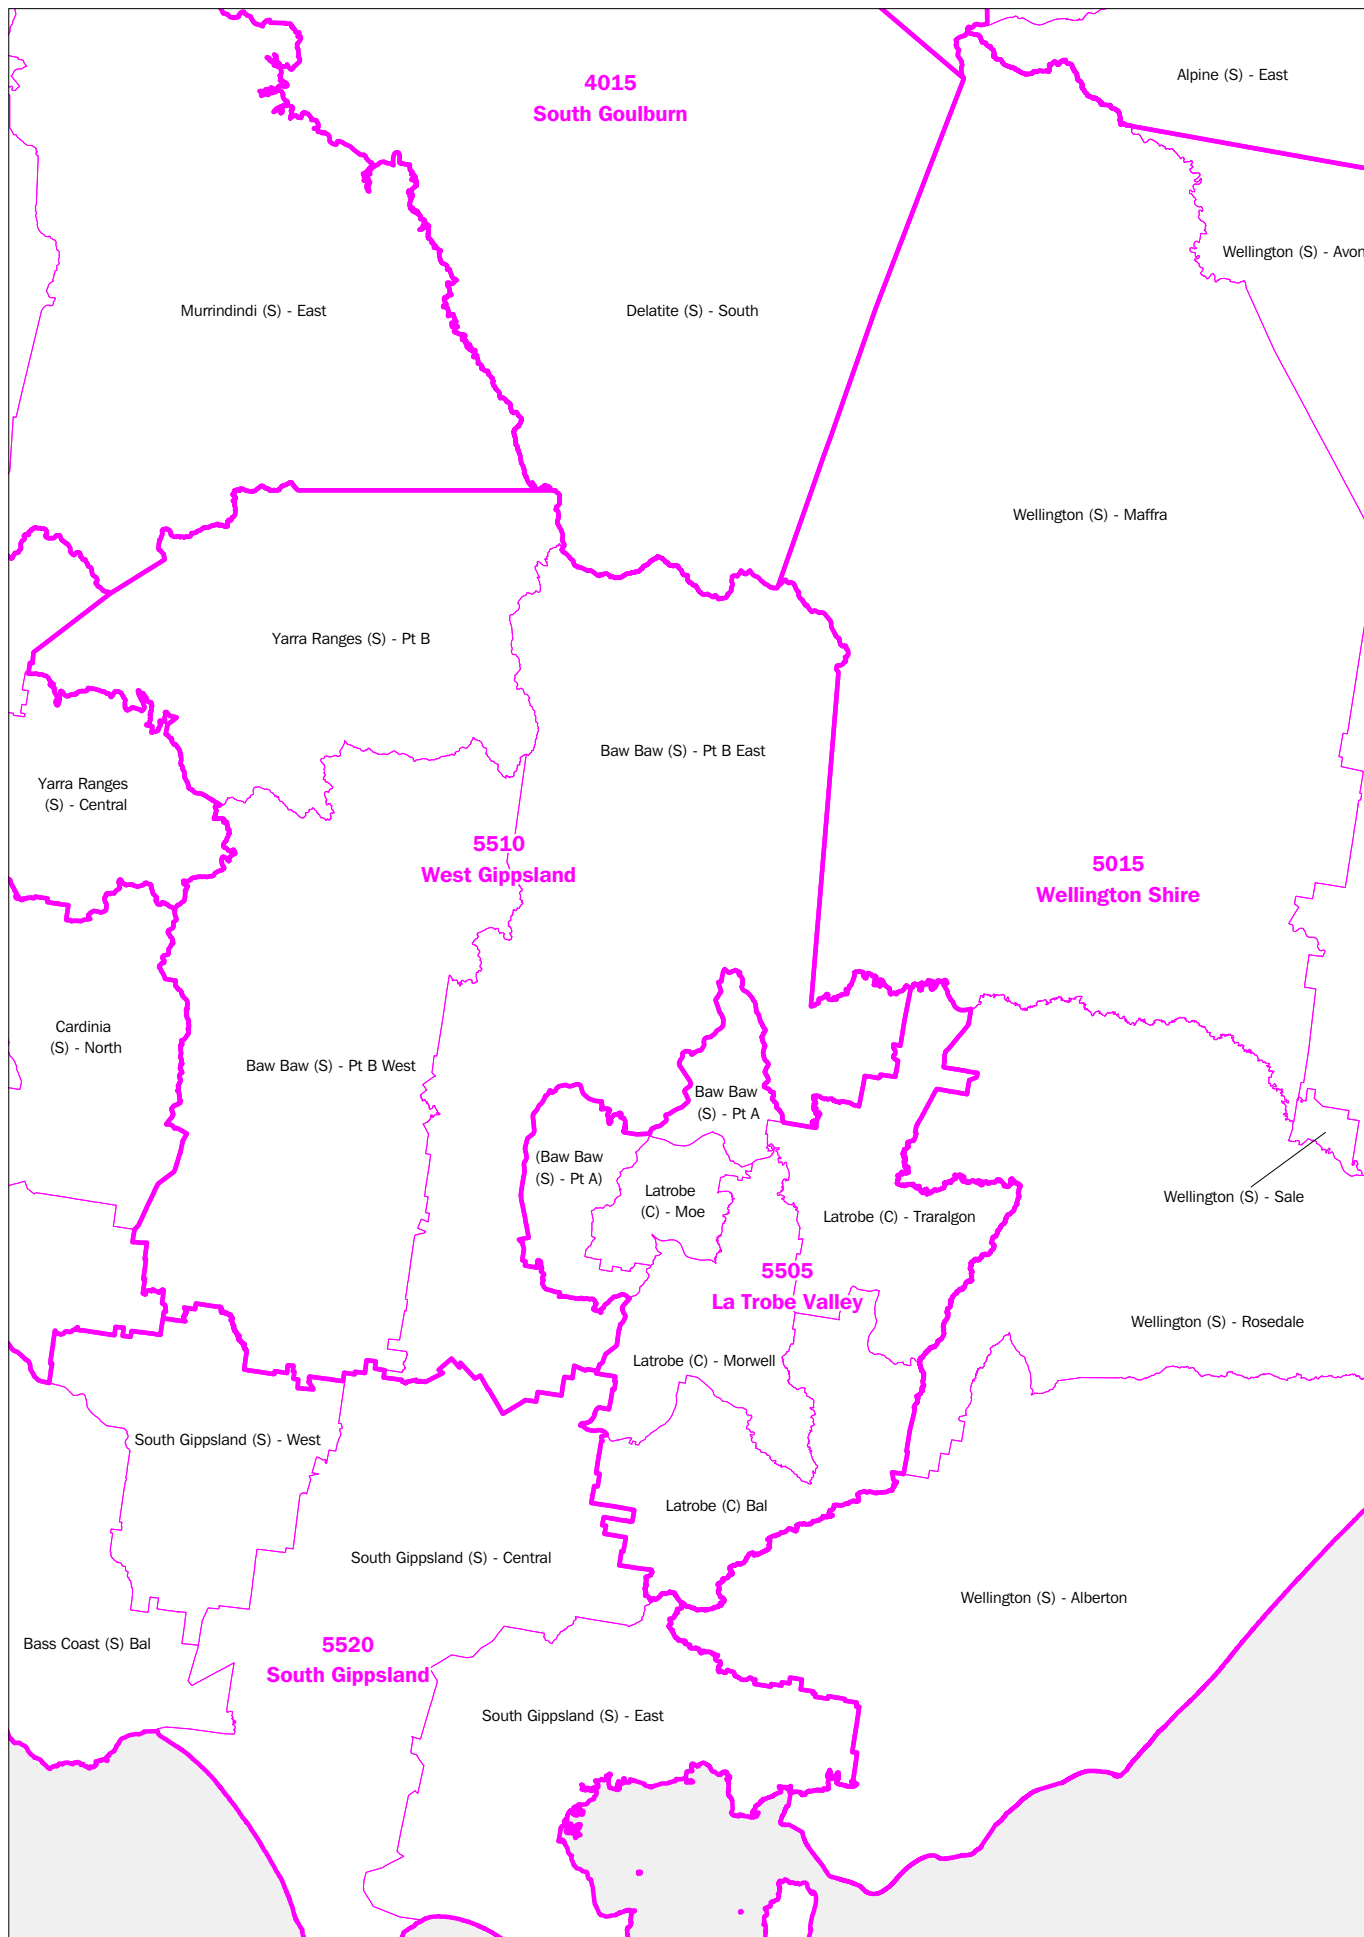 4015
South Goulburn
Alpine (S) - East
Wellington (S) - Avon
Murrindindi (S) - East
Delatite (S) - South
Wellington (S) - Maffra
Yarra Ranges (S) - Pt B
Baw Baw (S) - Pt B East
Yarra Ranges
(S) - Central
5510
West Gippsland
5015
Wellington Shire
Cardinia
(S) - North
Baw Baw (S) - Pt B West
Baw Baw
(S) - Pt A
(Baw Baw
(S) - Pt A)
Latrobe
(C) - Moe
Wellington (S) - Sale
Latrobe (C) - Traralgon
5505
La Trobe Valley
Wellington (S) - Rosedale
Latrobe (C) - Morwell
South Gippsland (S) - West
Latrobe (C) Bal
South Gippsland (S) - Central
Wellington (S) - Alberton
Bass Coast (S) Bal
5520
South Gippsland
South Gippsland (S) - East